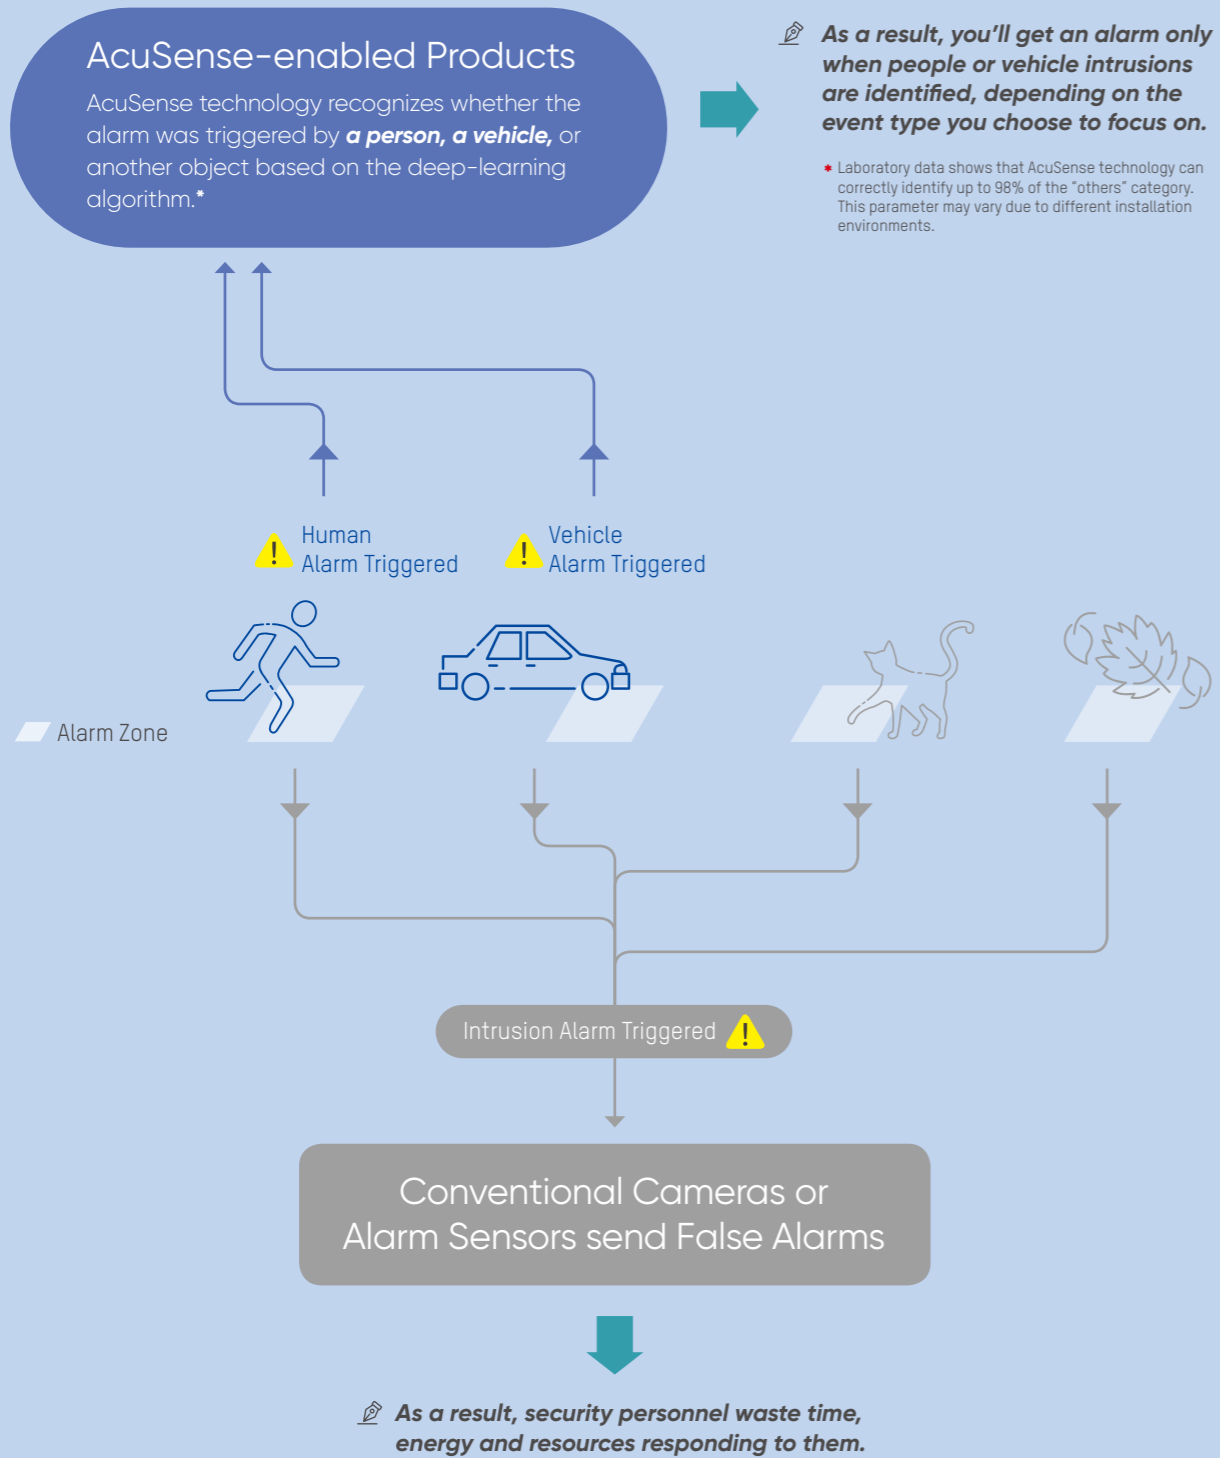 AcuSense-enabled Products
AcuSense technology recognizes whether the
alarm was triggered by a person, a vehicle, or
another object based on the deep-learning
algorithm.*
As a result, you’ll get an alarm only
when people or vehicle intrusions
are identified, depending on the
event type you choose to focus on.
* Laboratory data shows that AcuSense technology can
correctly identify up to 98% of the “others” category.
This parameter may vary due to different installation
environments.
Human
Alarm Triggered
Vehicle
Alarm Triggered
Alarm Zone
Intrusion Alarm Triggered
Conventional Cameras or
Alarm Sensors send False Alarms
As a result, security personnel waste time,
energy and resources responding to them.